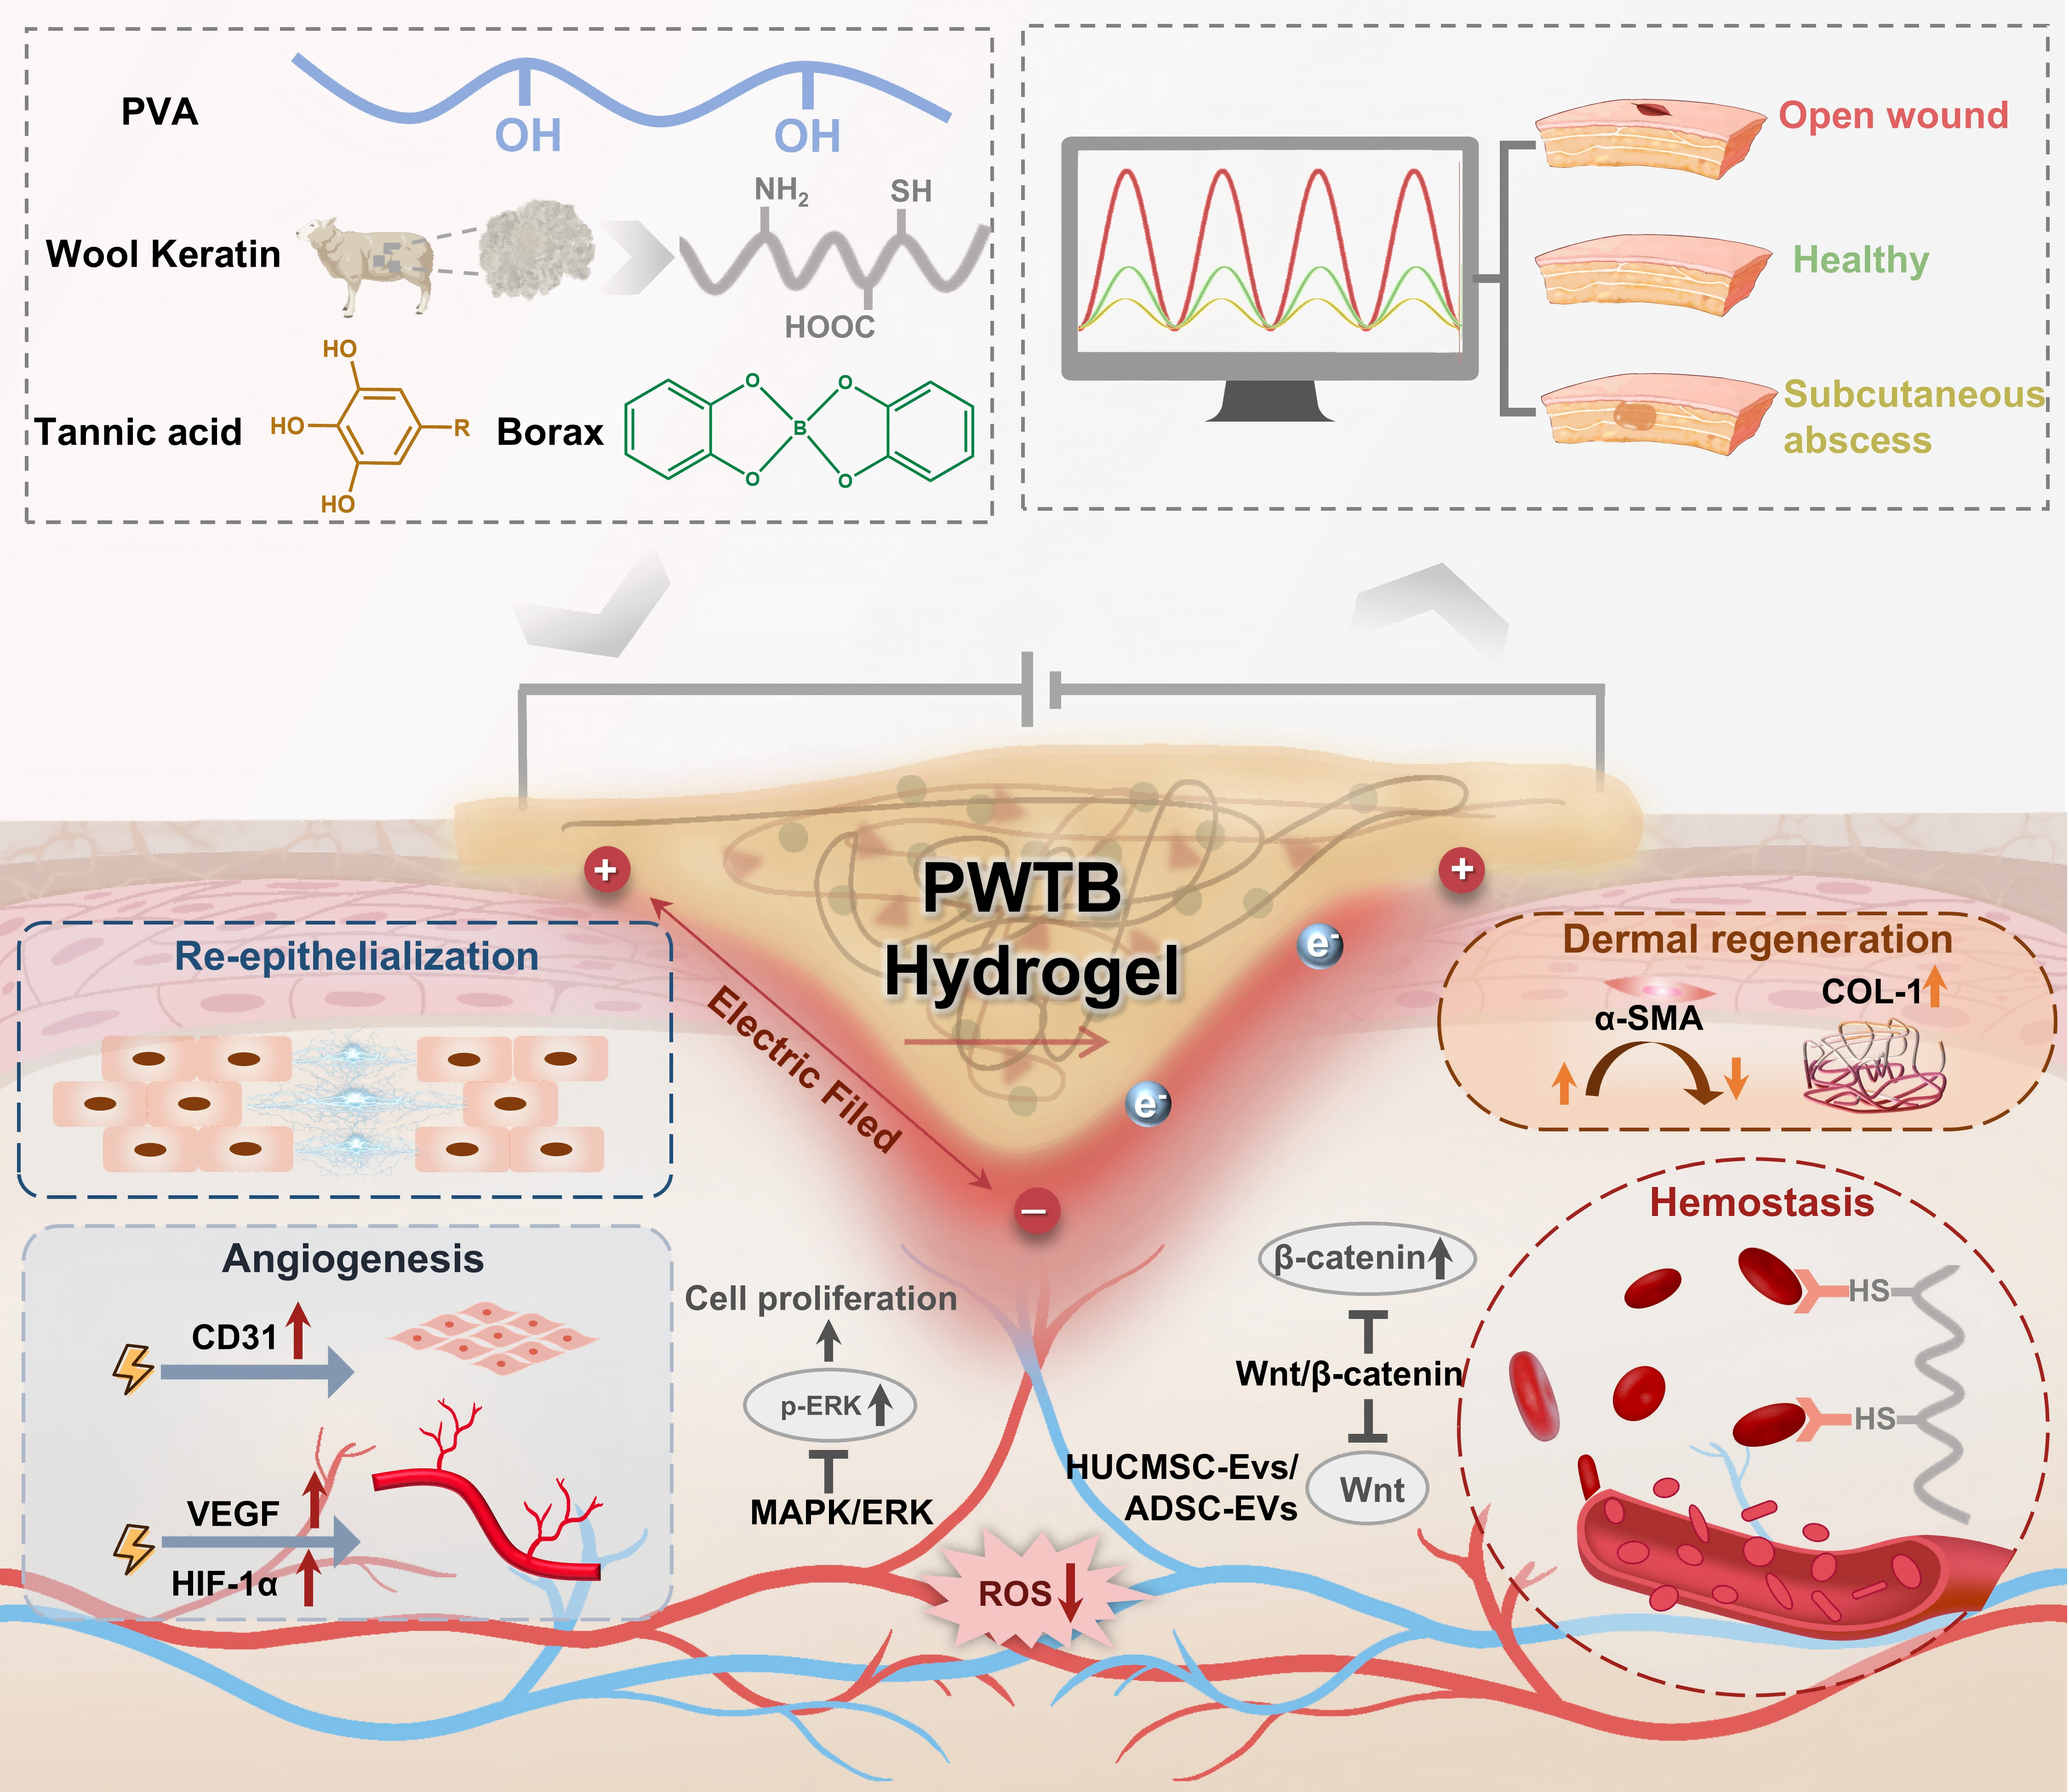 PVA
OH
OH
Wool Keratin
NH₂
SH
HOOC
Tannic acid
HO
HO
HO
R
Borax
O
O
B
O
O
Open wound
Healthy
Subcutaneous
abscess
+
+
PWTB
Hydrogel
e⁻
e⁻
Electric Filed
−
Re-epithelialization
Dermal regeneration
α-SMA
COL-1
Angiogenesis
CD31
VEGF
HIF-1α
Cell proliferation
p-ERK
MAPK/ERK
β-catenin
Wnt/β-catenin
HUCMSC-Evs/
ADSC-EVs
Wnt
ROS
Hemostasis
HS
HS